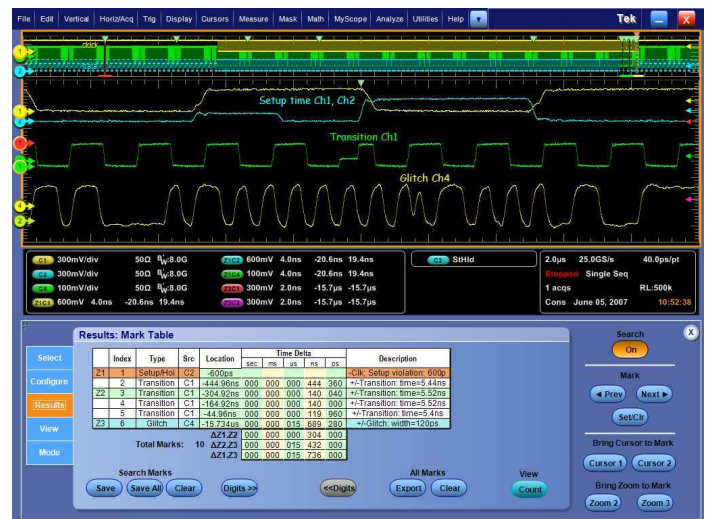 File Edit Vertical Horiz/Acq Trig Display Cursors Measure Mask Math MyScope Analyze Utilities Help Tek X
clock
Setup time Ch1, Ch2
Transition Ch1
Glitch Ch4
C1 300mV/div 50Ω BW:8.0G Z1C2 600mV 4.0ns -20.6ns 19.4ns C2 StHld 2.0µs 25.0GS/s 40.0ps/pt
C2 300mV/div 50Ω BW:8.0G Z1C4 100mV 4.0ns -20.6ns 19.4ns Stopped Single Seq
C4 100mV/div 50Ω BW:8.0G 300mV 2.0ns -15.7µs -15.7µs 1 acqs RL:500k
Z1C1 600mV 4.0ns -20.6ns 19.4ns 300mV 2.0ns -15.7µs -15.7µs Cons June 05, 2007 10:52:38
Results: Mark Table
Search X
On
Select
Configure
Results
View
Mode
Index Type Src Location Time Delta Description
sec ms us ns ps
Z1 1 Setup/Hol C2 -600ps -Clk; Setup violation: 600p
2 Transition C1 -444.96ns 000 000 000 444 360 +/-Transition: time=5.44ns
Z2 3 Transition C1 -304.92ns 000 000 000 140 040 +/-Transition: time=5.52ns
4 Transition C1 -164.92ns 000 000 000 140 000 +/-Transition: time=5.52ns
5 Transition C1 -44.96ns 000 000 000 119 960 +/-Transition: time=5.4ns
Z3 6 Glitch C4 -15.734us 000 000 015 689 280 +/-Glitch: width=120ps
ΔZ1,Z2 000 000 000 304 000
Total Marks: 10 ΔZ2,Z3 000 000 015 432 000
ΔZ1,Z3 000 000 015 736 000
Search Marks All Marks View
Save Save All Clear Digits >> <<Digits Export Clear Count
Mark
◄ Prev Next ►
Set/Clr
Bring Cursor to Mark
Cursor 1 Cursor 2
Bring Zoom to Mark
Zoom 2 Zoom 3